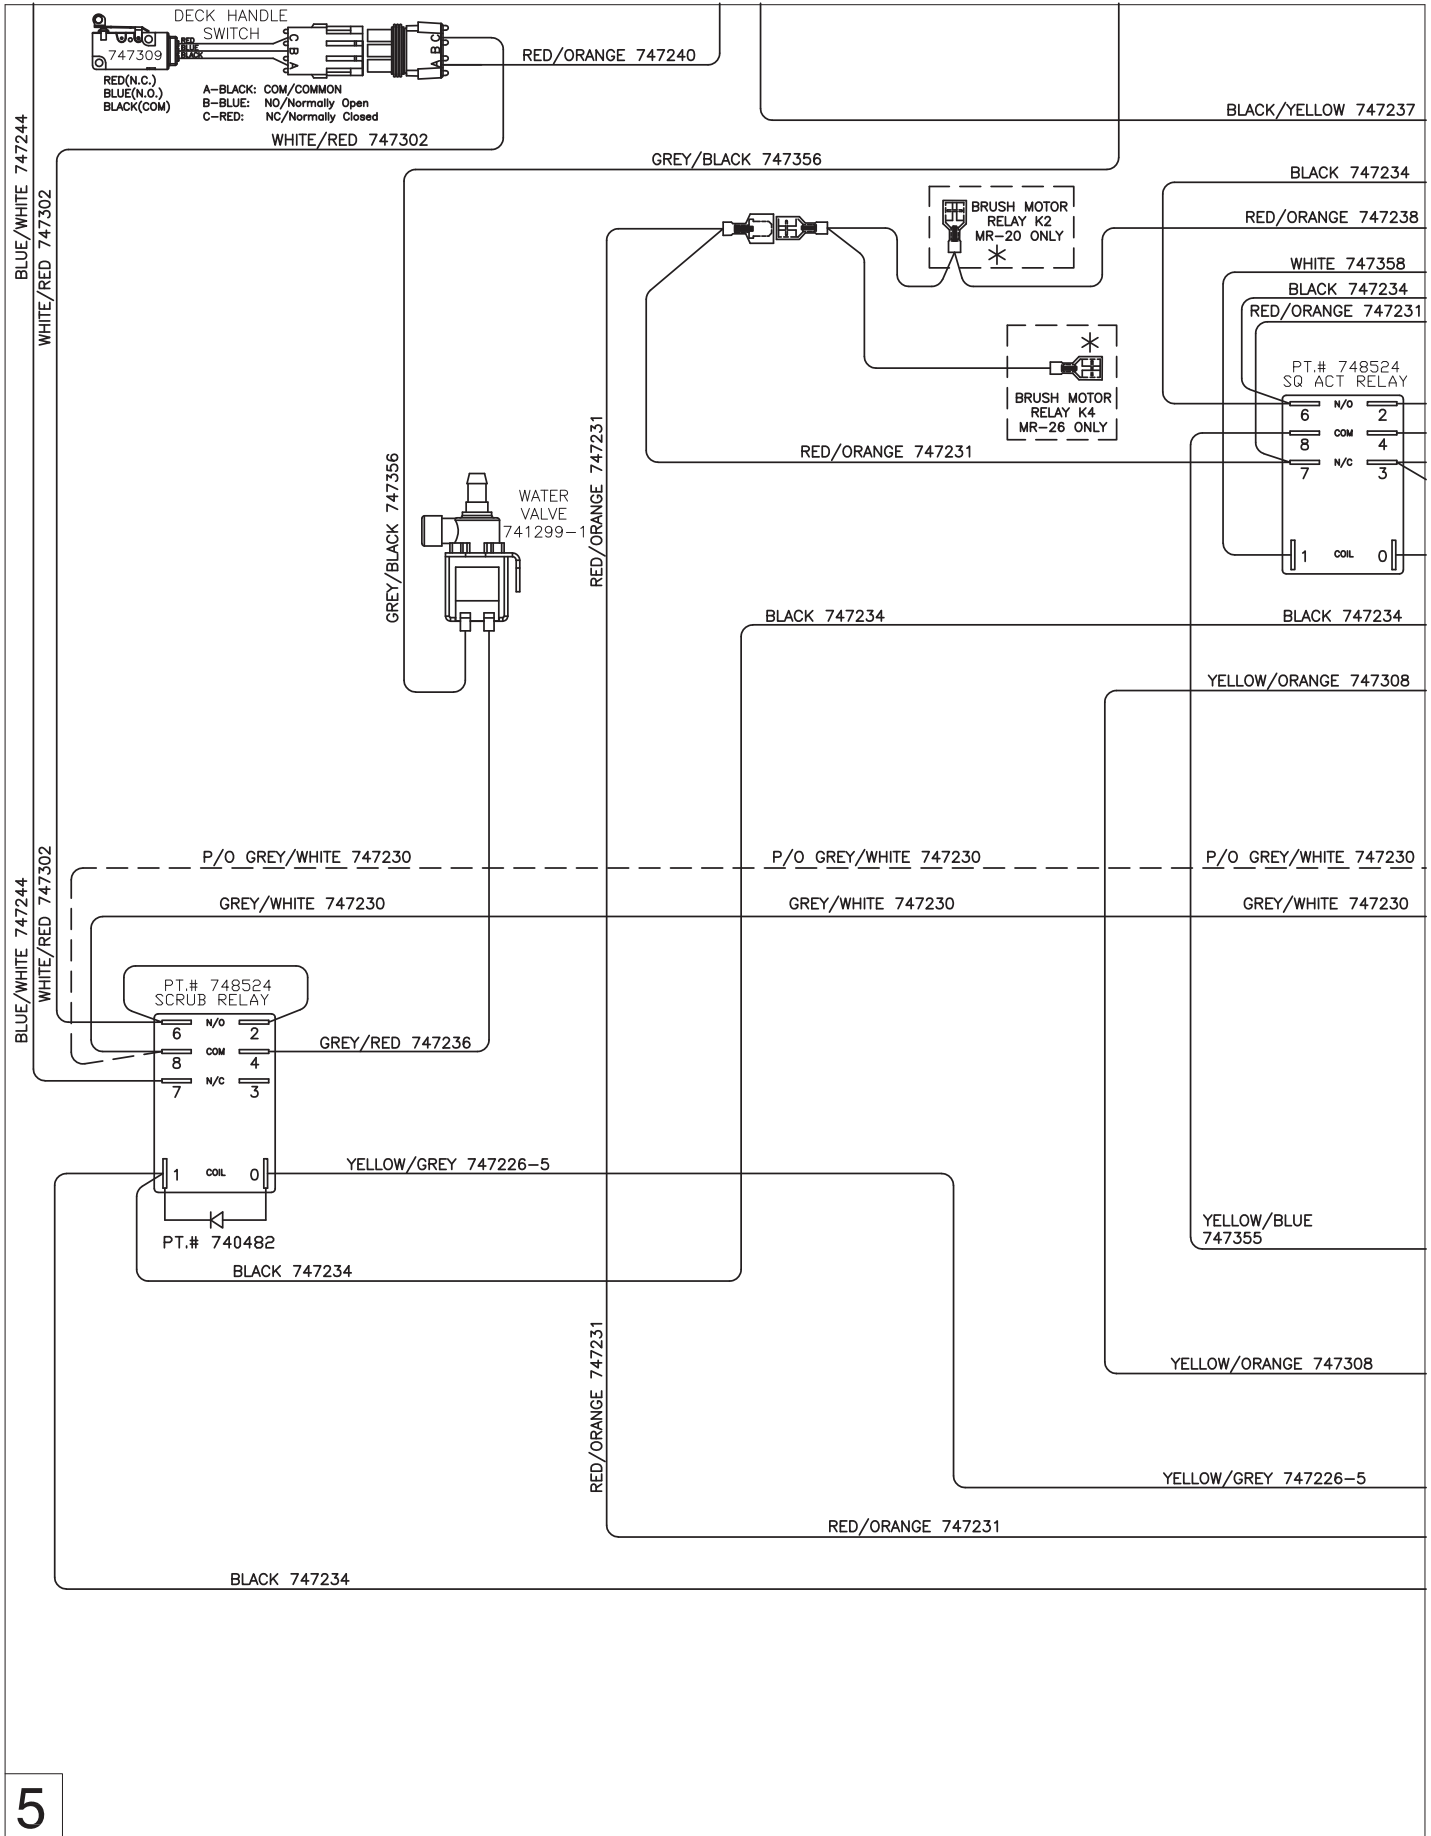 DECK HANDLE
SWITCH
747309
RED
BLUE
BLACK
C
B
A
C
B
A
RED(N.C.)
BLUE(N.O.)
BLACK(COM)
A-BLACK: COM/COMMON
B-BLUE: NO/Normally Open
C-RED: NC/Normally Closed
RED/ORANGE 747240
WHITE/RED 747302
BLACK/YELLOW 747237
GREY/BLACK 747356
BLACK 747234
BLUE/WHITE 747244
WHITE/RED 747302
BRUSH MOTOR
RELAY K2
MR-20 ONLY
RED/ORANGE 747238
WHITE 747358
BLACK 747234
RED/ORANGE 747231
PT.# 748524
SQ ACT RELAY
6 N/O 2
8 COM 4
7 N/C 3
1 COIL 0
BRUSH MOTOR
RELAY K4
MR-26 ONLY
RED/ORANGE 747231
RED/ORANGE 747231
GREY/BLACK 747356
WATER
VALVE
741299-1
BLACK 747234
BLACK 747234
YELLOW/ORANGE 747308
P/O GREY/WHITE 747230
P/O GREY/WHITE 747230
P/O GREY/WHITE 747230
GREY/WHITE 747230
GREY/WHITE 747230
GREY/WHITE 747230
BLUE/WHITE 747244
WHITE/RED 747302
PT.# 748524
SCRUB RELAY
6 N/O 2
8 COM 4
7 N/C 3
1 COIL 0
GREY/RED 747236
YELLOW/GREY 747226-5
PT.# 740482
BLACK 747234
YELLOW/BLUE
747355
RED/ORANGE 747231
YELLOW/ORANGE 747308
YELLOW/GREY 747226-5
RED/ORANGE 747231
BLACK 747234
5